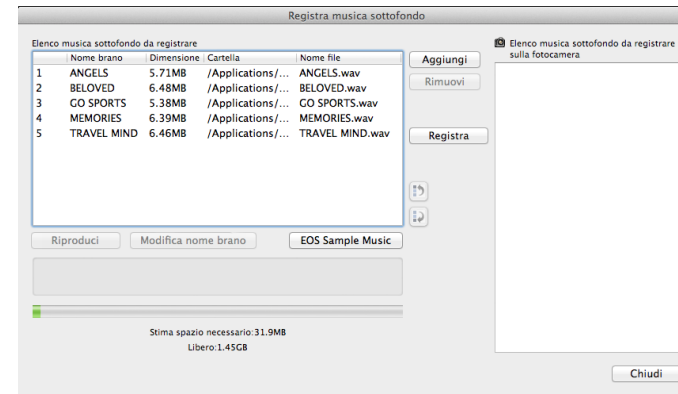 Registra musica sottofondo
Elenco musica sottofondo da registrare
Nome brano Dimensione Cartella Nome file
1 ANGELS 5.71MB /Applications/... ANGELS.wav
2 BELOVED 6.48MB /Applications/... BELOVED.wav
3 GO SPORTS 5.38MB /Applications/... GO SPORTS.wav
4 MEMORIES 6.39MB /Applications/... MEMORIES.wav
5 TRAVEL MIND 6.46MB /Applications/... TRAVEL MIND.wav
Riproduci Modifica nome brano EOS Sample Music
Stima spazio necessario:31.9MB
Libero:1.45GB
Aggiungi
Rimuovi
Registra
Elenco musica sottofondo da registrare
sulla fotocamera
Chiudi